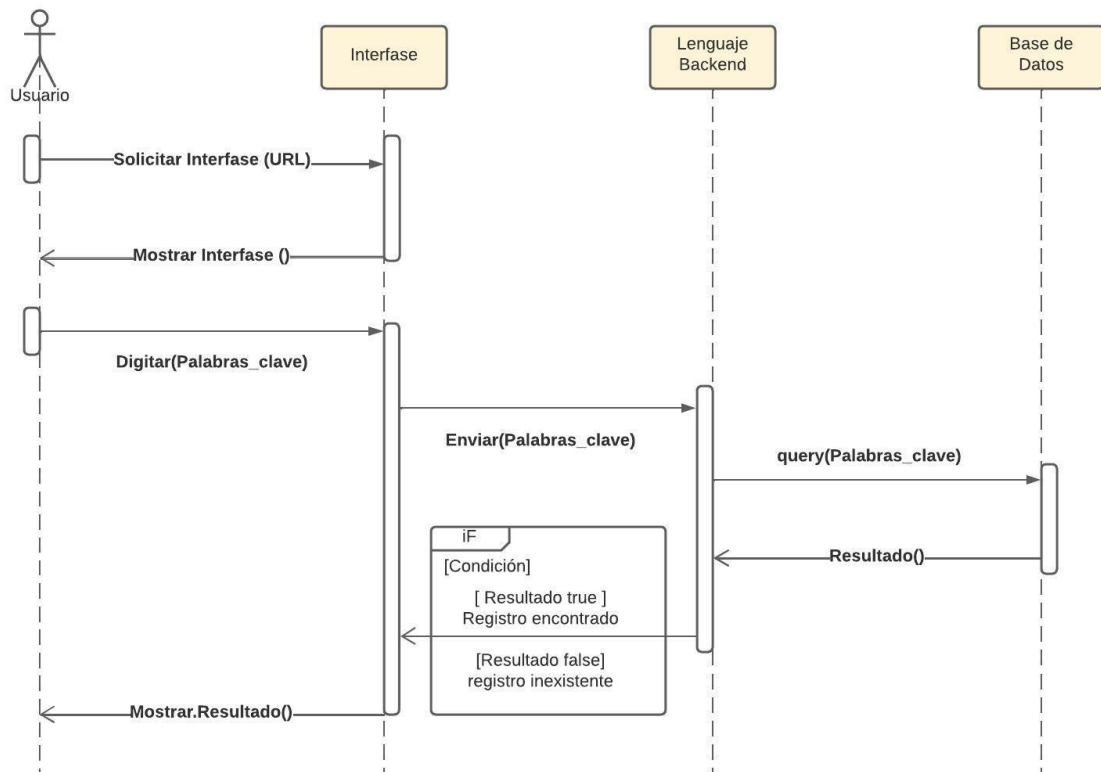 Usuario
Interfase
Lenguaje
Backend
Base de
Datos
Solicitar Interfase (URL)
Mostrar Interfase ()
Digitar(Palabras_clave)
Enviar(Palabras_clave)
query(Palabras_clave)
iF
[Condición]
Resultado()
[ Resultado true ]
Registro encontrado
[Resultado false]
registro inexistente
Mostrar.Resultado()